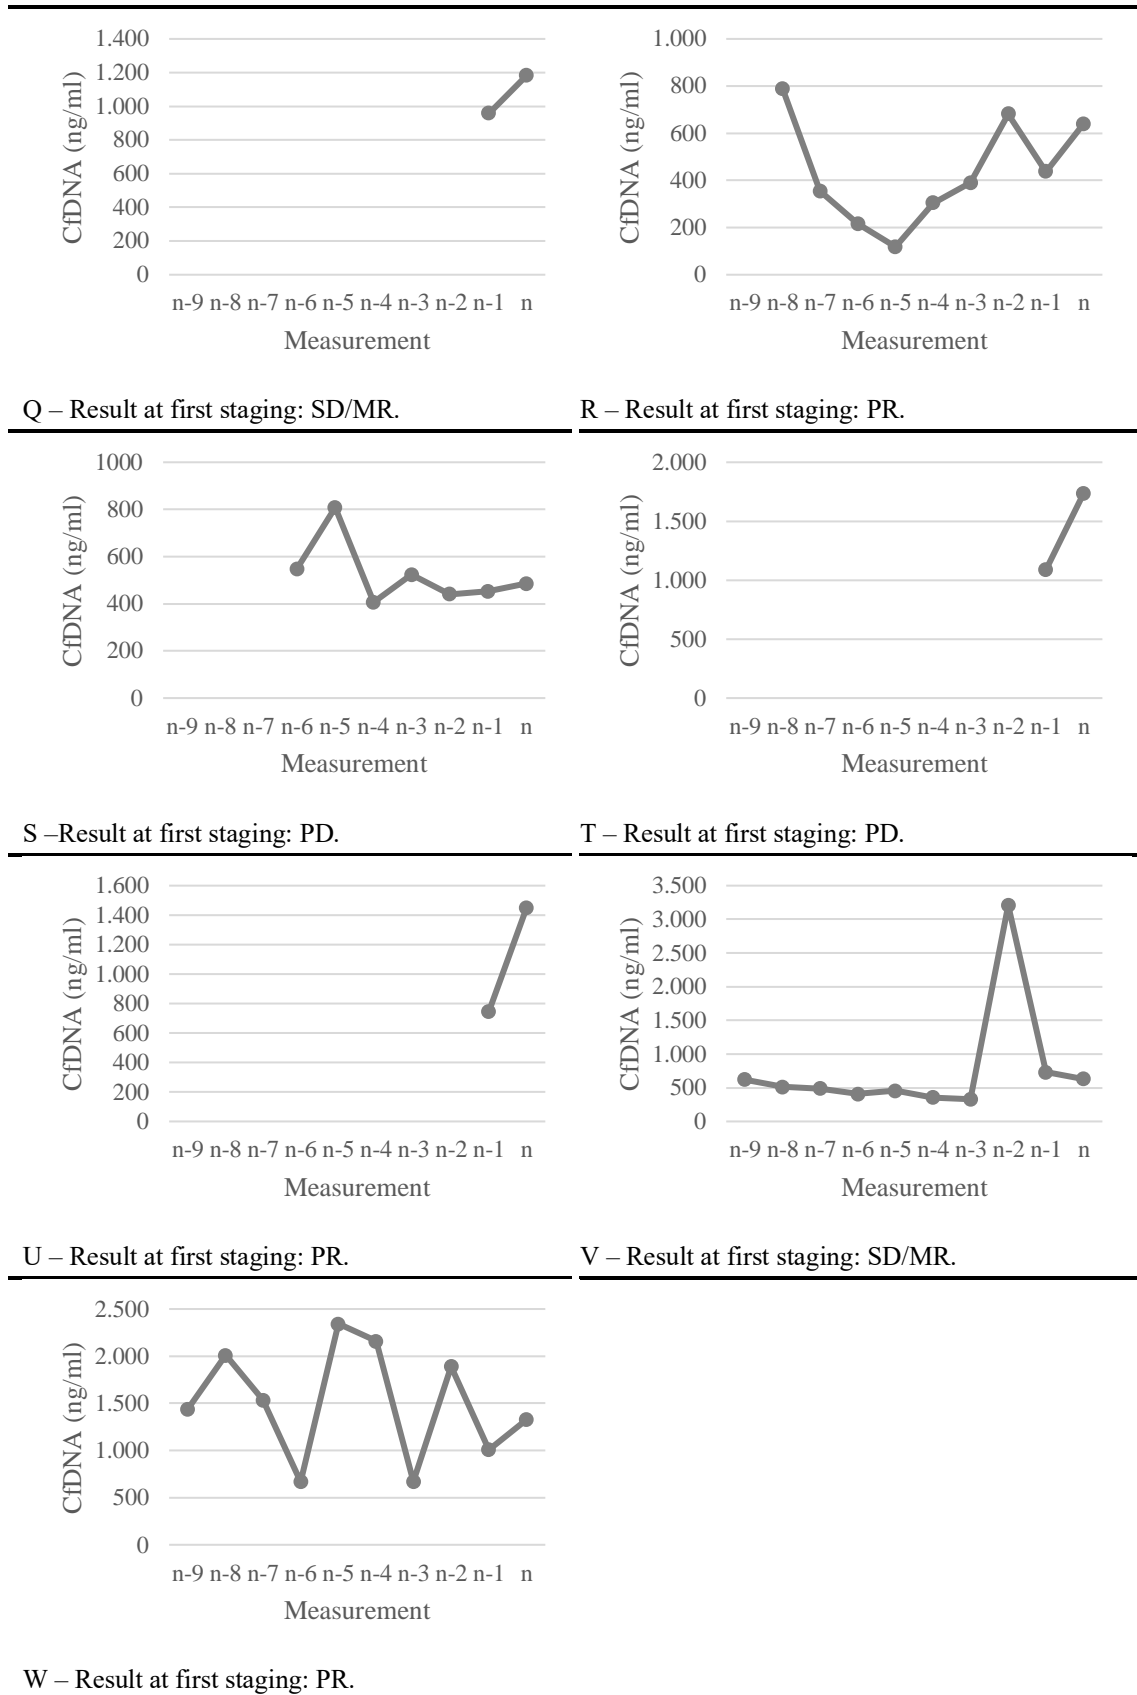 1.400
1.200
1.000
800
600
400
200
0
CfDNA (ng/ml)
n-9 n-8 n-7 n-6 n-5 n-4 n-3 n-2 n-1 n
Measurement
Q – Result at first staging: SD/MR.
1.000
800
600
400
200
0
CfDNA (ng/ml)
n-9 n-8 n-7 n-6 n-5 n-4 n-3 n-2 n-1 n
Measurement
R – Result at first staging: PR.
1000
800
600
400
200
0
CfDNA (ng/ml)
n-9 n-8 n-7 n-6 n-5 n-4 n-3 n-2 n-1 n
Measurement
S –Result at first staging: PD.
2.000
1.500
1.000
500
0
CfDNA (ng/ml)
n-9 n-8 n-7 n-6 n-5 n-4 n-3 n-2 n-1 n
Measurement
T – Result at first staging: PD.
1.600
1.400
1.200
1.000
800
600
400
200
0
CfDNA (ng/ml)
n-9 n-8 n-7 n-6 n-5 n-4 n-3 n-2 n-1 n
Measurement
U – Result at first staging: PR.
3.500
3.000
2.500
2.000
1.500
1.000
500
0
CfDNA (ng/ml)
n-9 n-8 n-7 n-6 n-5 n-4 n-3 n-2 n-1 n
Measurement
V – Result at first staging: SD/MR.
2.500
2.000
1.500
1.000
500
0
CfDNA (ng/ml)
n-9 n-8 n-7 n-6 n-5 n-4 n-3 n-2 n-1 n
Measurement
W – Result at first staging: PR.